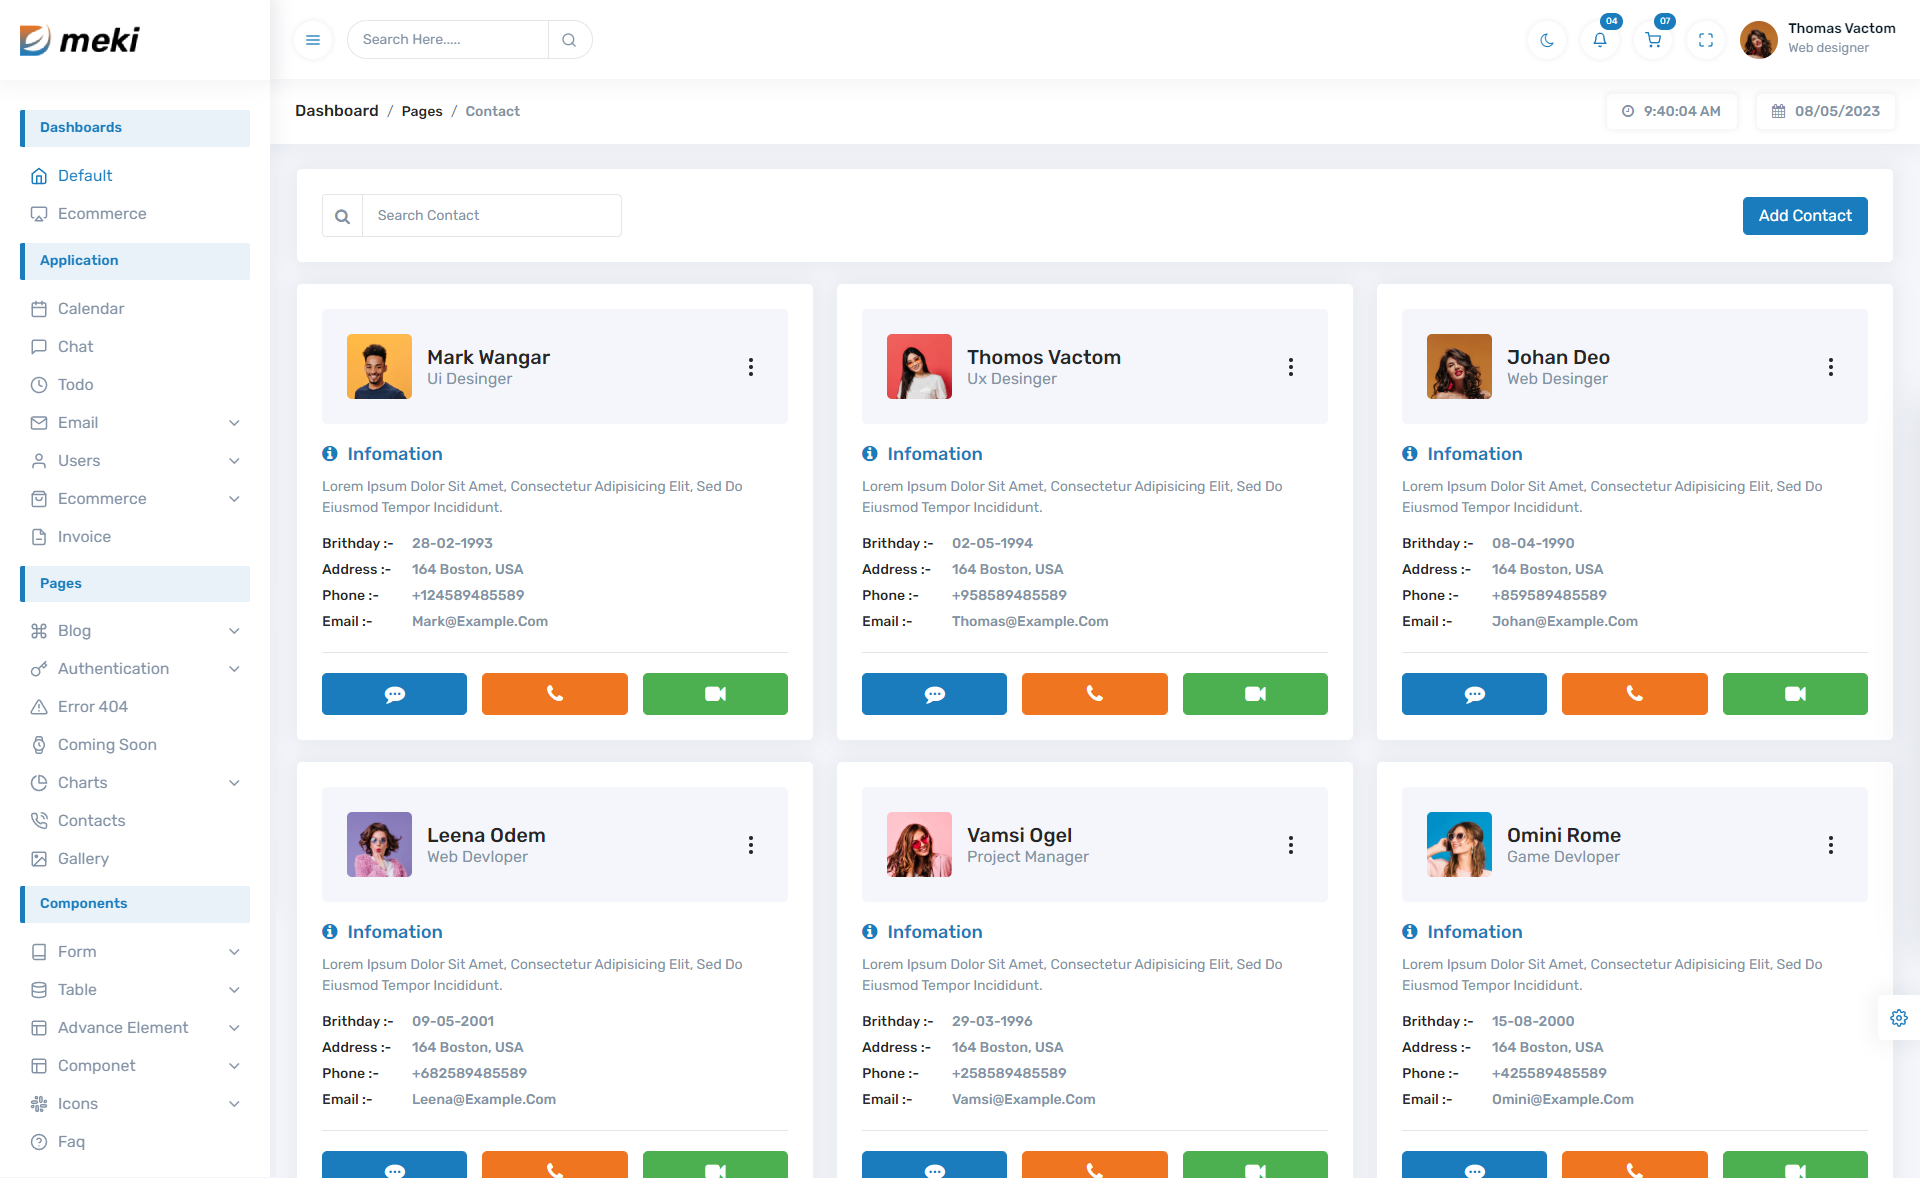 meki
Search Here.....
04
07
Thomas Vactom
Web designer
Dashboard / Pages / Contact
9:40:04 AM
08/05/2023
Dashboards
Default
Ecommerce
Application
Calendar
Chat
Todo
Email
Users
Ecommerce
Invoice
Pages
Blog
Authentication
Error 404
Coming Soon
Charts
Contacts
Gallery
Components
Form
Table
Advance Element
Componet
Icons
Faq
Search Contact
Add Contact
Mark Wangar
Ui Desinger
Infomation
Lorem Ipsum Dolor Sit Amet, Consectetur Adipisicing Elit, Sed Do
Eiusmod Tempor Incididunt.
Brithday :- 28-02-1993
Address :- 164 Boston, USA
Phone :- +124589485589
Email :- Mark@Example.Com
Thomos Vactom
Ux Desinger
Infomation
Lorem Ipsum Dolor Sit Amet, Consectetur Adipisicing Elit, Sed Do
Eiusmod Tempor Incididunt.
Brithday :- 02-05-1994
Address :- 164 Boston, USA
Phone :- +958589485589
Email :- Thomas@Example.Com
Johan Deo
Web Desinger
Infomation
Lorem Ipsum Dolor Sit Amet, Consectetur Adipisicing Elit, Sed Do
Eiusmod Tempor Incididunt.
Brithday :- 08-04-1990
Address :- 164 Boston, USA
Phone :- +859589485589
Email :- Johan@Example.Com
Leena Odem
Web Devloper
Infomation
Lorem Ipsum Dolor Sit Amet, Consectetur Adipisicing Elit, Sed Do
Eiusmod Tempor Incididunt.
Brithday :- 09-05-2001
Address :- 164 Boston, USA
Phone :- +682589485589
Email :- Leena@Example.Com
Vamsi Ogel
Project Manager
Infomation
Lorem Ipsum Dolor Sit Amet, Consectetur Adipisicing Elit, Sed Do
Eiusmod Tempor Incididunt.
Brithday :- 29-03-1996
Address :- 164 Boston, USA
Phone :- +258589485589
Email :- Vamsi@Example.Com
Omini Rome
Game Devloper
Infomation
Lorem Ipsum Dolor Sit Amet, Consectetur Adipisicing Elit, Sed Do
Eiusmod Tempor Incididunt.
Brithday :- 15-08-2000
Address :- 164 Boston, USA
Phone :- +425589485589
Email :- Omini@Example.Com